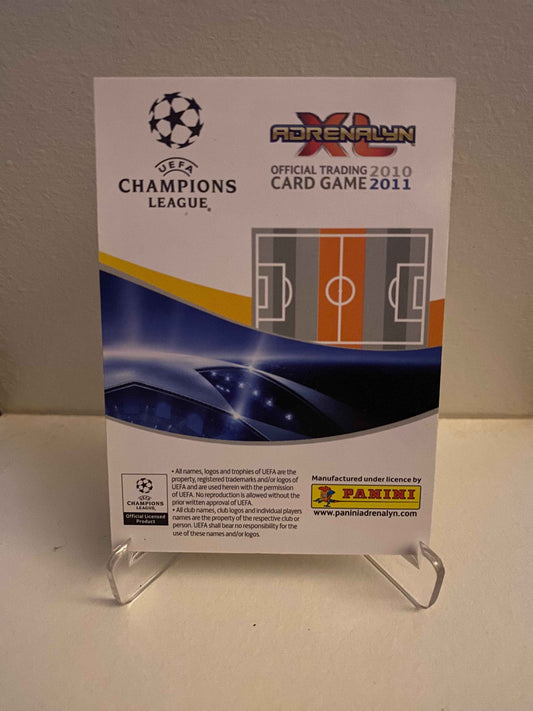 UEFA
CHAMPIONS
LEAGUE®
ADRENALYN
XL
OFFICIAL TRADING 2010
CARD GAME 2011
UEFA
CHAMPIONS
LEAGUE
Official Licensed
Product
• All names, logos and trophies of UEFA are the
property, registered trademarks and/or logos of
UEFA and are used herein with the permission
of UEFA. No reproduction is allowed without the
prior written approval of UEFA.
• All club names, club logos and individual players
names are the property of the respective club or
person. UEFA shall bear no responsibility for the
use of these names and/or logos.
Manufactured under licence by
PANINI
www.paniniadrenalyn.com